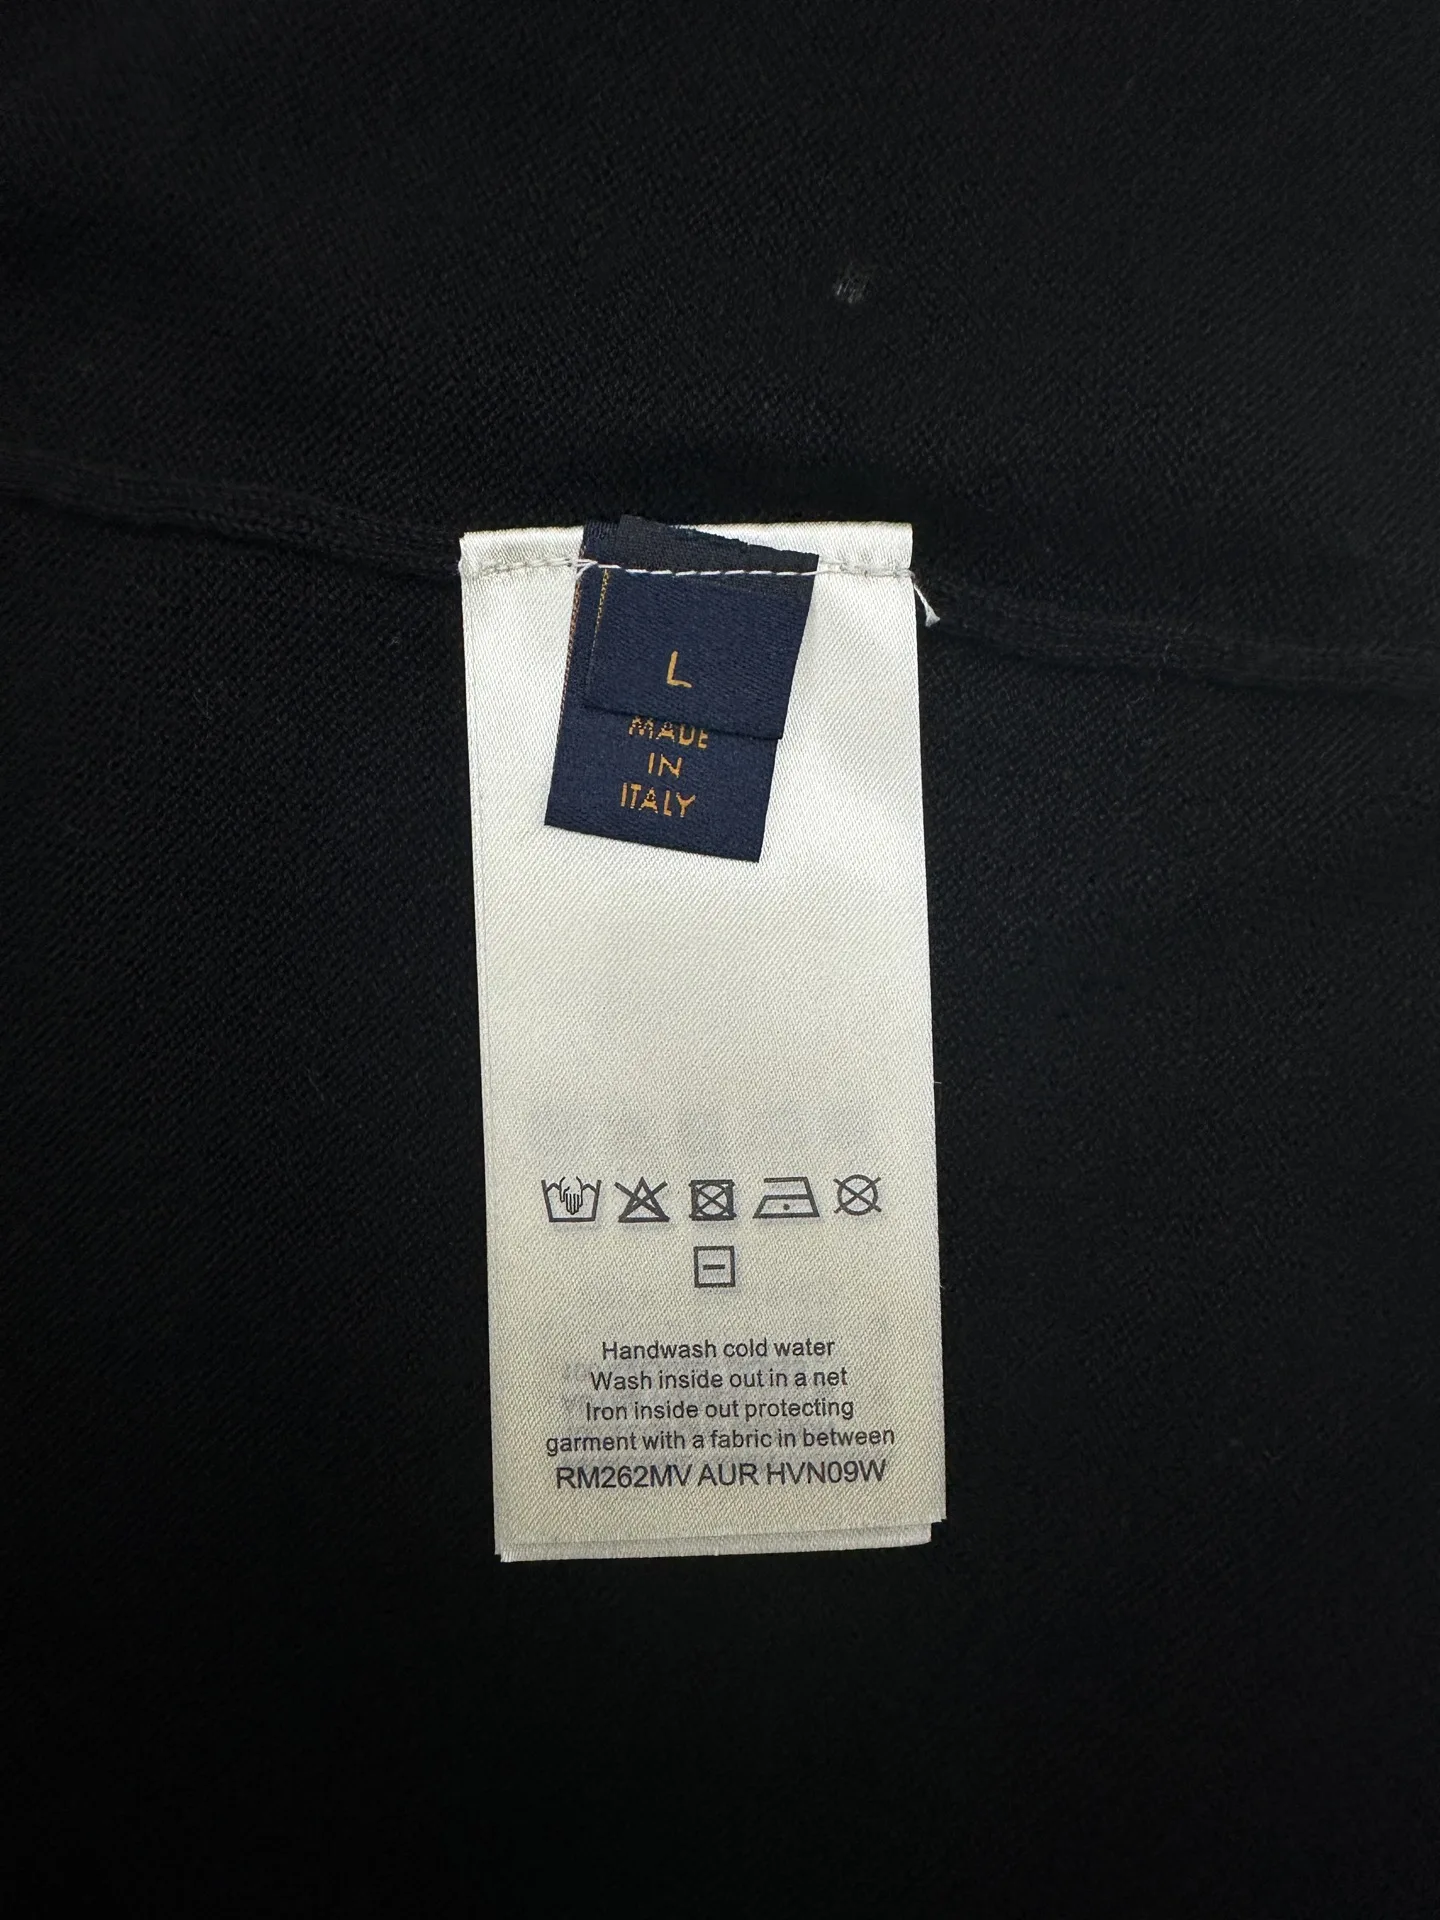 L
MADE
IN
ITALY
Handwash cold water
Wash inside out in a net
Iron inside out protecting
garment with a fabric in between
RM262MV AUR HVN09W